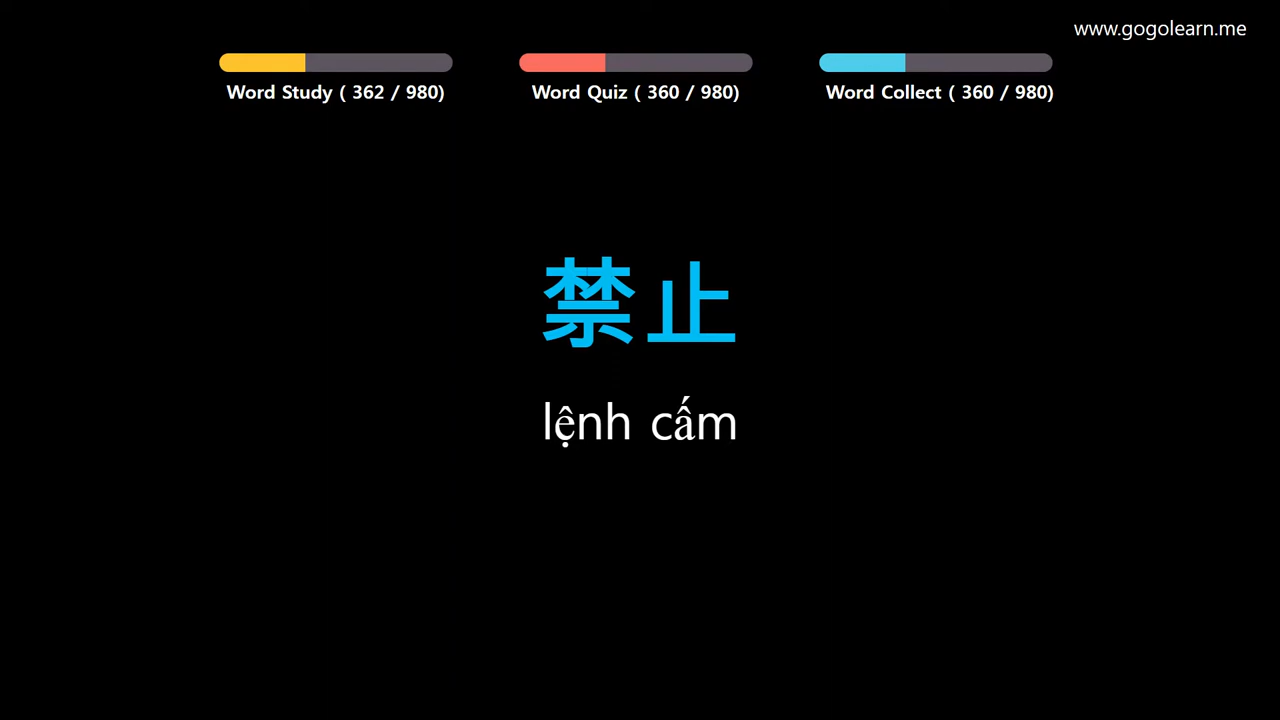 www.gogolearn.me
Word Study ( 362 / 980)
Word Quiz ( 360 / 980)
Word Collect ( 360 / 980)
禁止
lệnh cấm